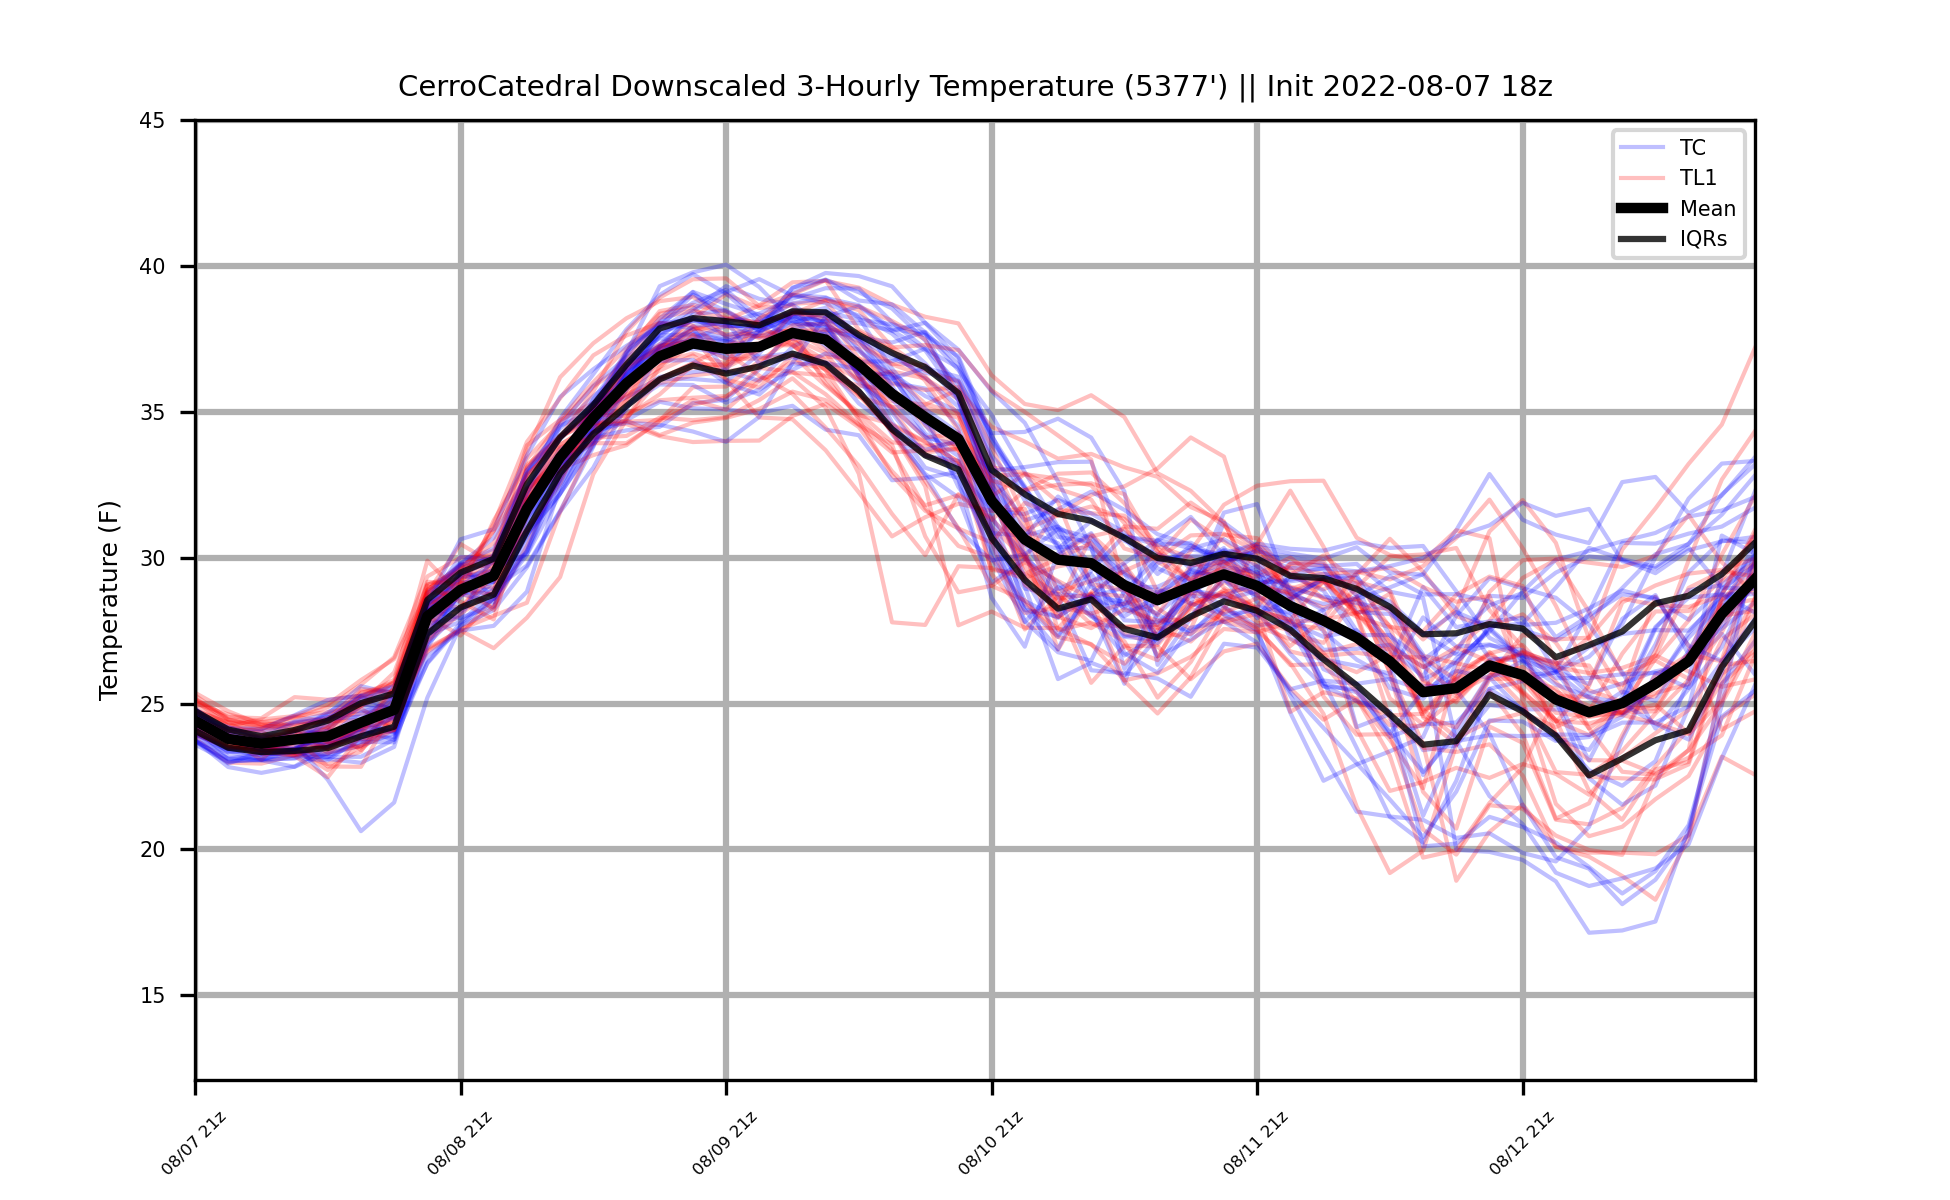 CerroCatedral Downscaled 3-Hourly Temperature (5377') || Init 2022-08-07 18z
45
40
35
30
25
20
15
Temperature (F)
TC
TL1
Mean
IQRs
08/07 21z
08/08 21z
08/09 21z
08/10 21z
08/11 21z
08/12 21z